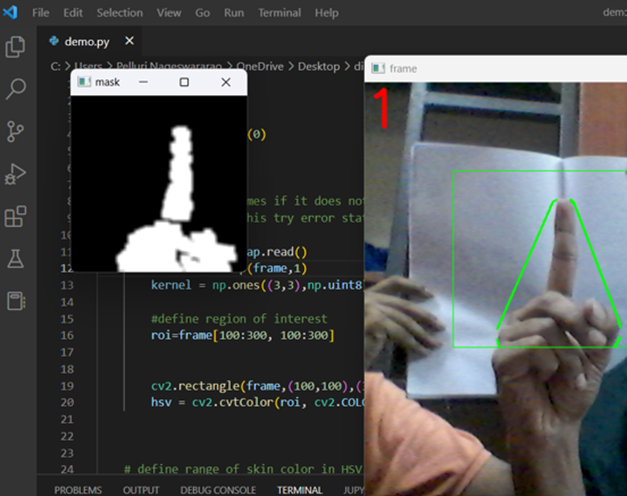 File Edit Selection View Go Run Terminal Help demo
demo.py
C: > Users > Pelluri Nageswararao > OneDrive > Desktop > di
mask
frame
1
(0)
mes if it does not
his try error stat
11 ap.read()
12 (frame,1)
13 kernel = np.ones((3,3),np.uint8
14
15 #define region of interest
16 roi=frame[100:300, 100:300]
17
18
19 cv2.rectangle(frame,(100,100),(
20 hsv = cv2.cvtColor(roi, cv2.COL
21
22
24 # define range of skin color in HSV
PROBLEMS OUTPUT DEBUG CONSOLE TERMINAL JUPY